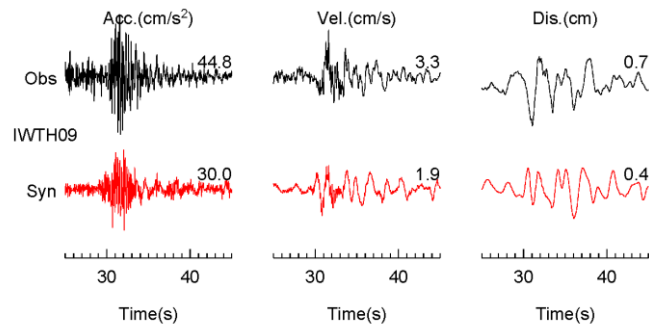 Acc.(cm/s²) Vel.(cm/s) Dis.(cm)
Obs 44.8 3.3 0.7
IWTH09
Syn 30.0 1.9 0.4
30 40 30 40 30 40
Time(s) Time(s) Time(s)